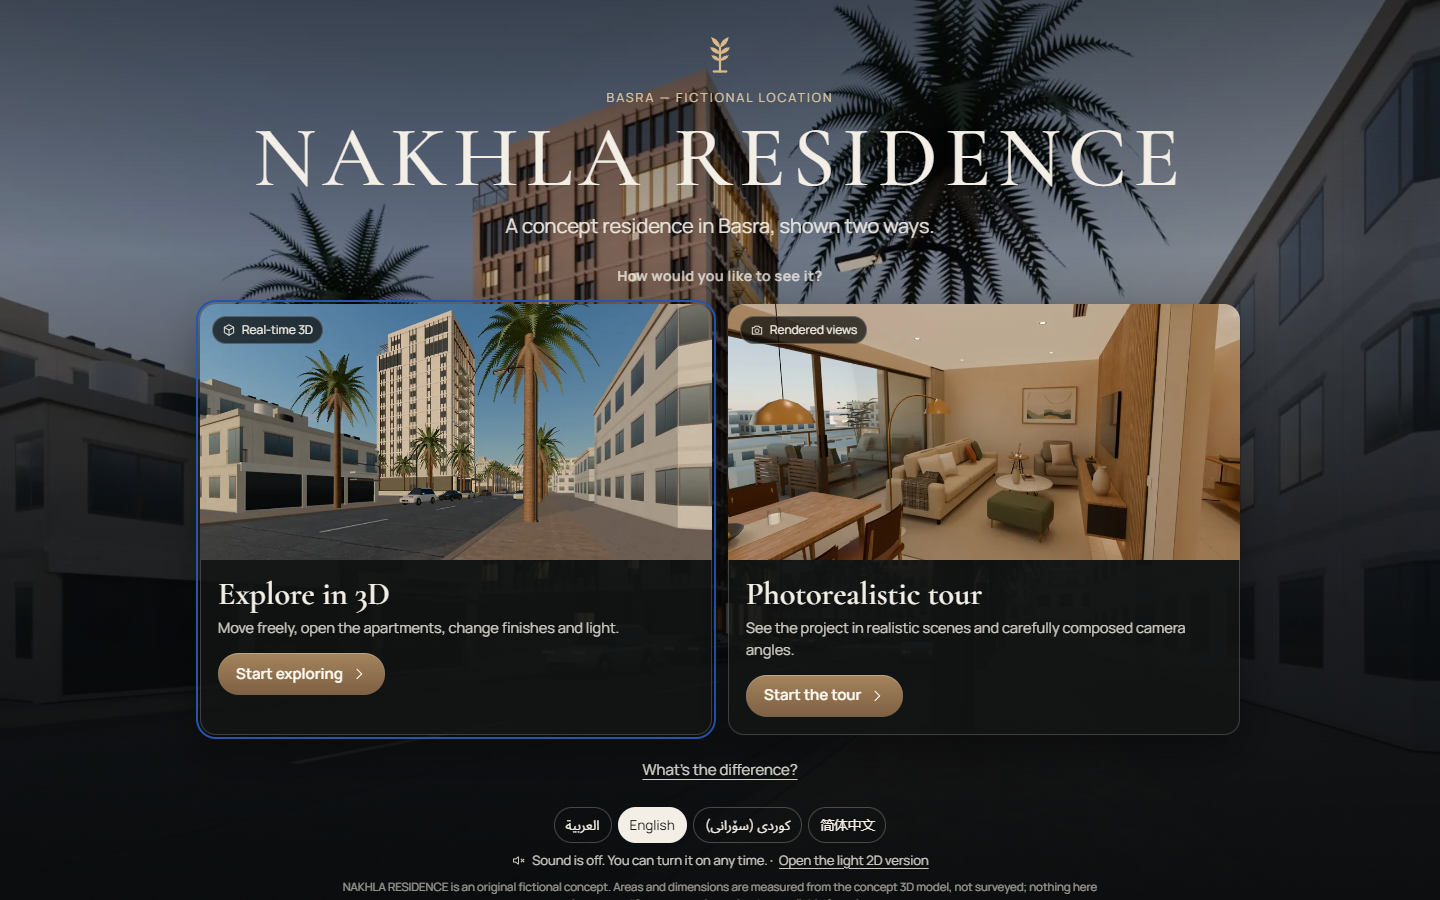 BASRA — FICTIONAL LOCATION
NAKHLA RESIDENCE
A concept residence in Basra, shown two ways.
How would you like to see it?
Real-time 3D
Rendered views
Explore in 3D
Move freely, open the apartments, change finishes and light.
Start exploring
Photorealistic tour
See the project in realistic scenes and carefully composed camera
angles.
Start the tour
What's the difference?
العربية
English
کوردی (سۆرانی)
简体中文
Sound is off. You can turn it on any time. · Open the light 2D version
NAKHLA RESIDENCE is an original fictional concept. Areas and dimensions are measured from the concept 3D model, not surveyed; nothing here